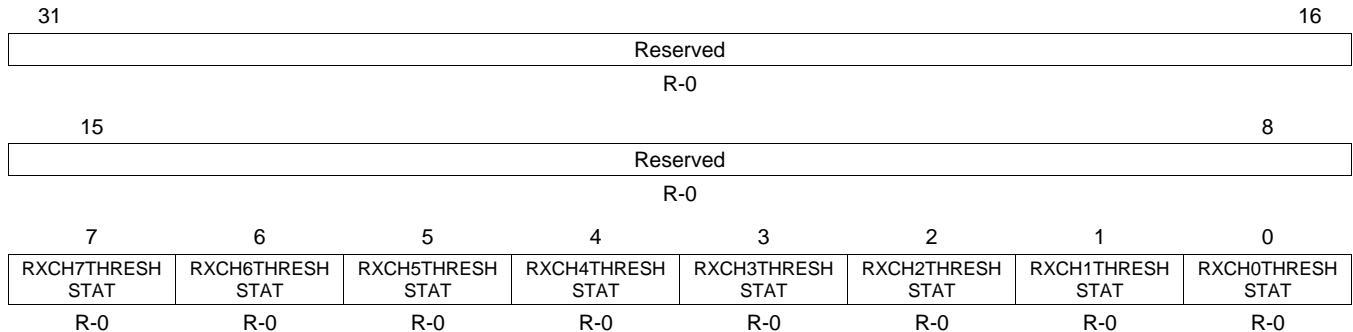 31 16
Reserved
R-0
15 8
Reserved
R-0
7 6 5 4 3 2 1 0
RXCH7THRESH RXCH6THRESH RXCH5THRESH RXCH4THRESH RXCH3THRESH RXCH2THRESH RXCH1THRESH RXCH0THRESH
STAT STAT STAT STAT STAT STAT STAT STAT
R-0 R-0 R-0 R-0 R-0 R-0 R-0 R-0